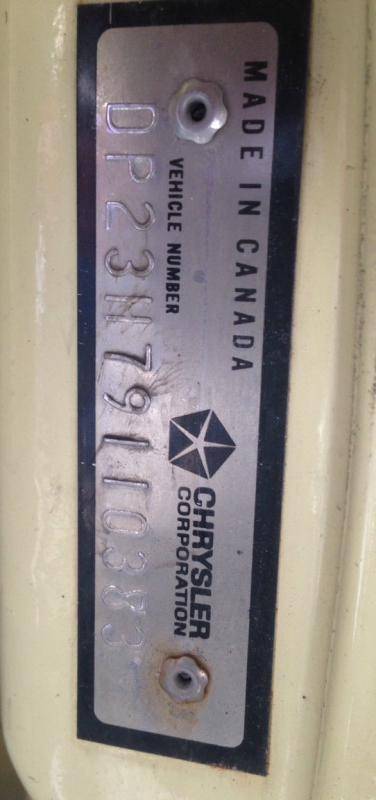 MADE IN CANADA
CHRYSLER
CORPORATION
VEHICLE NUMBER
DP23H79110383